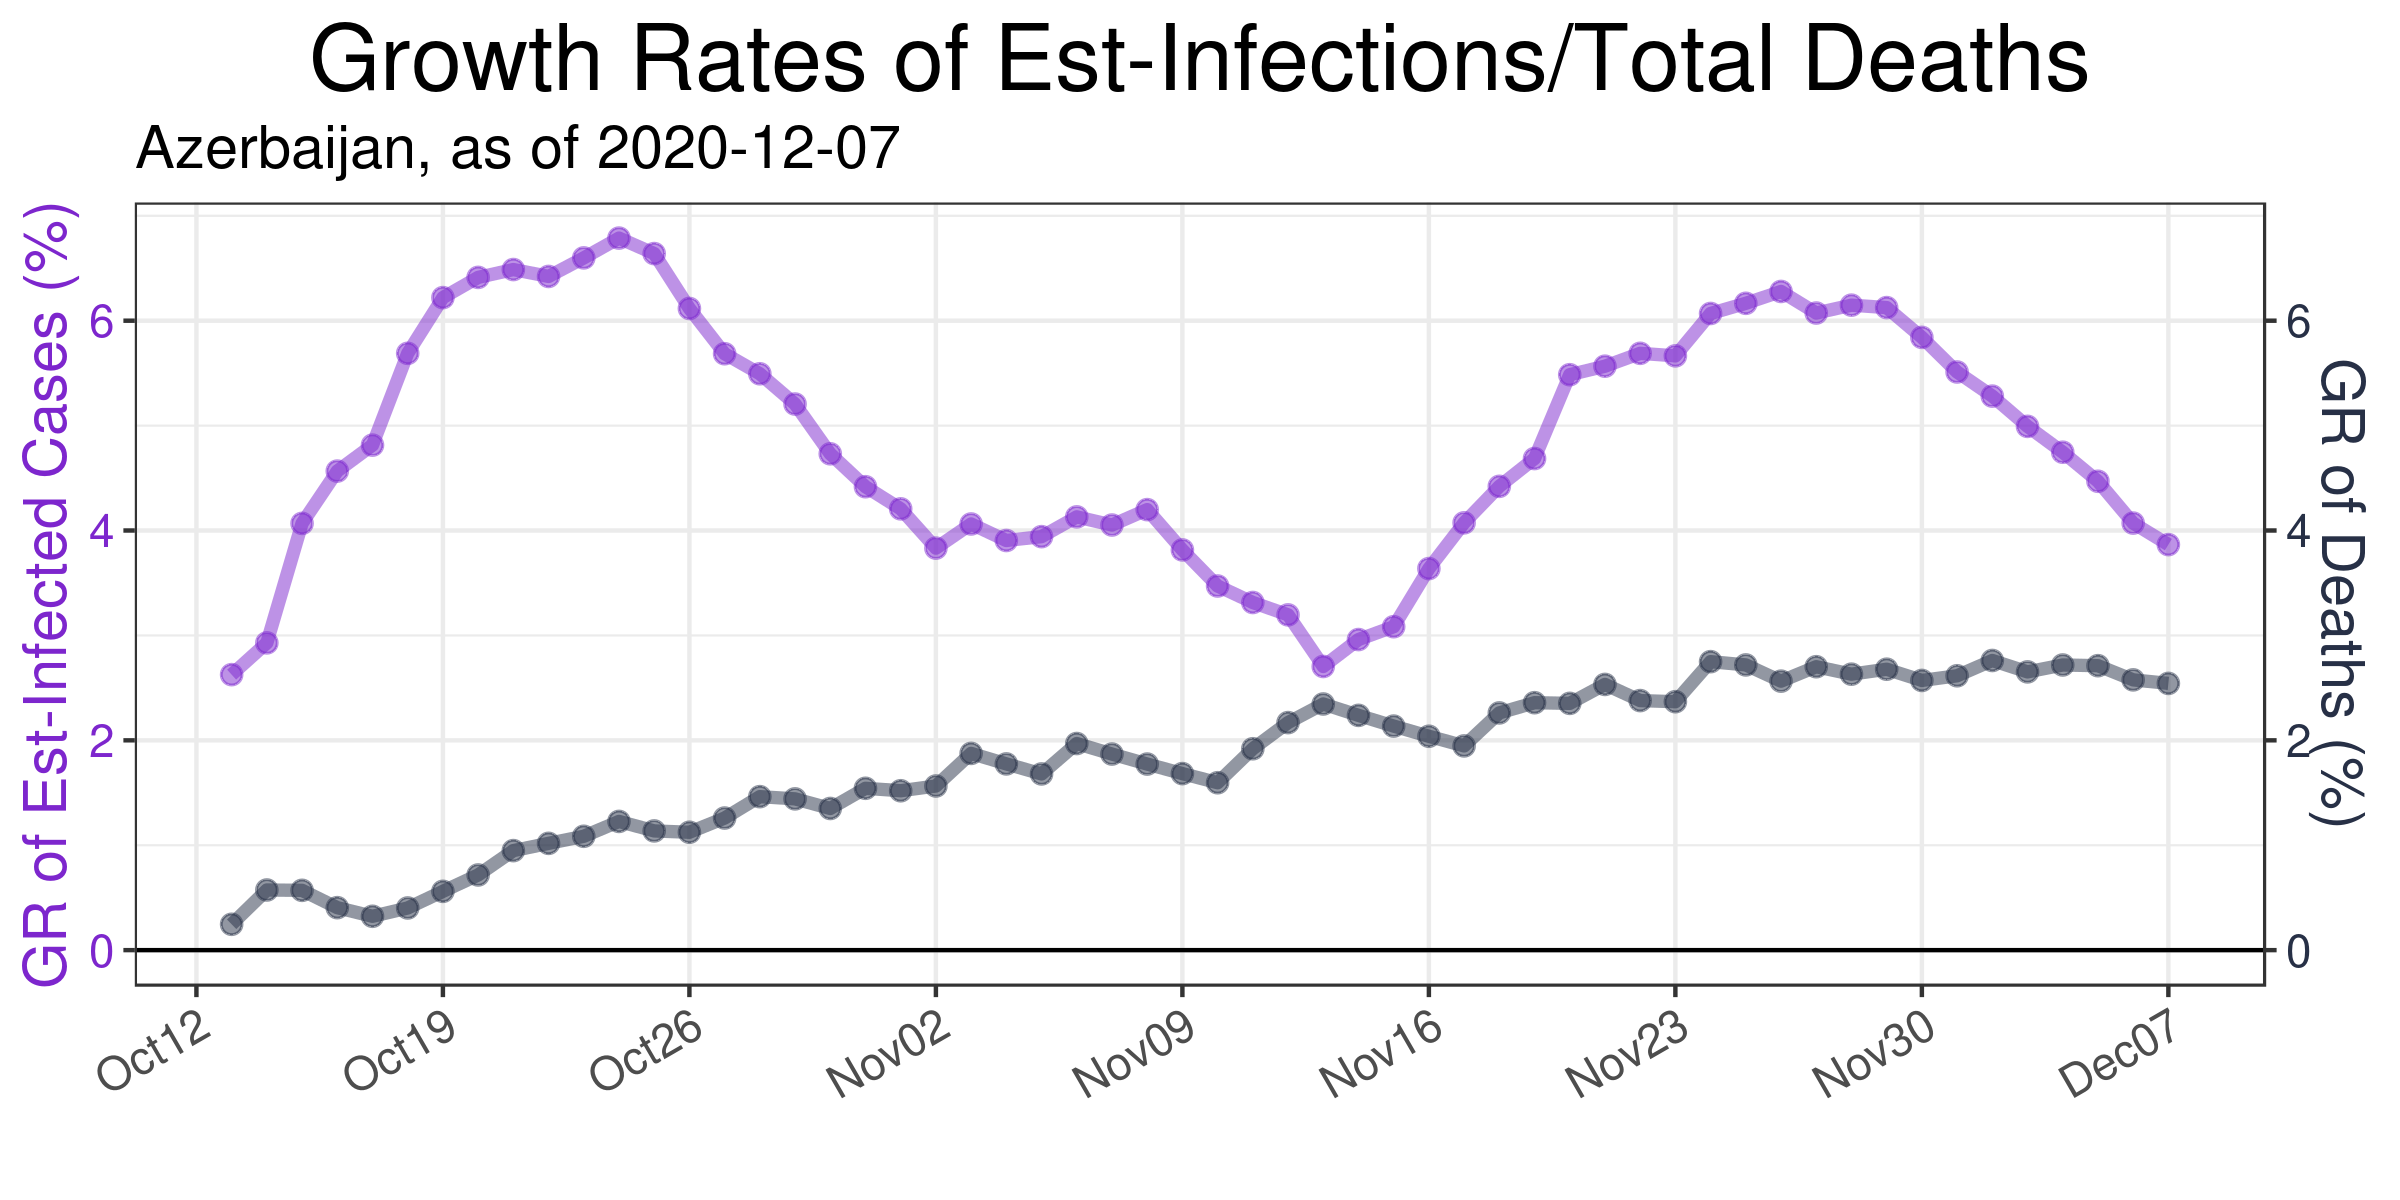 Growth Rates of Est-Infections/Total Deaths
Azerbaijan, as of 2020-12-07
GR of Est-Infected Cases (%)
6
4
2
0
6
4
2
0
GR of Deaths (%)
Oct12
Oct19
Oct26
Nov02
Nov09
Nov16
Nov23
Nov30
Dec07